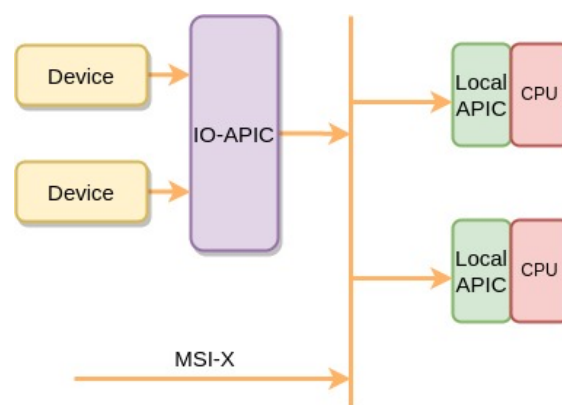 Device
Device
IO-APIC
Local
APIC
CPU
Local
APIC
CPU
MSI-X